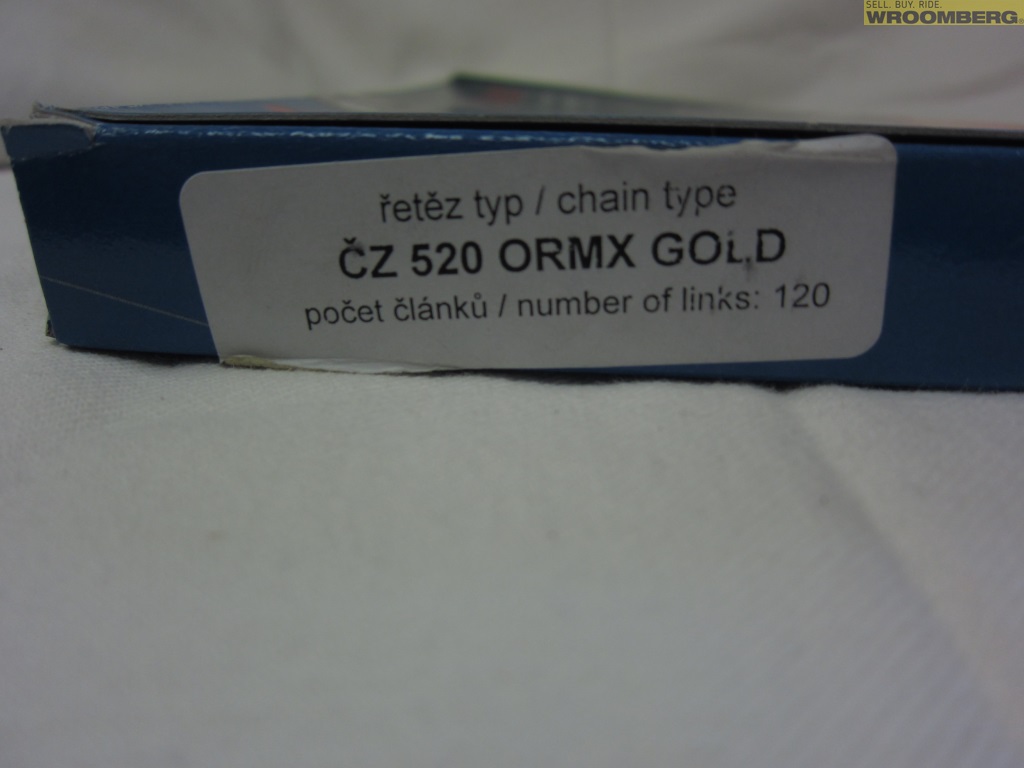 SELL. BUY. RIDE.
WROOMBERG
řetěz typ / chain type
ČZ 520 ORMX GOLD
počet článků / number of links: 120